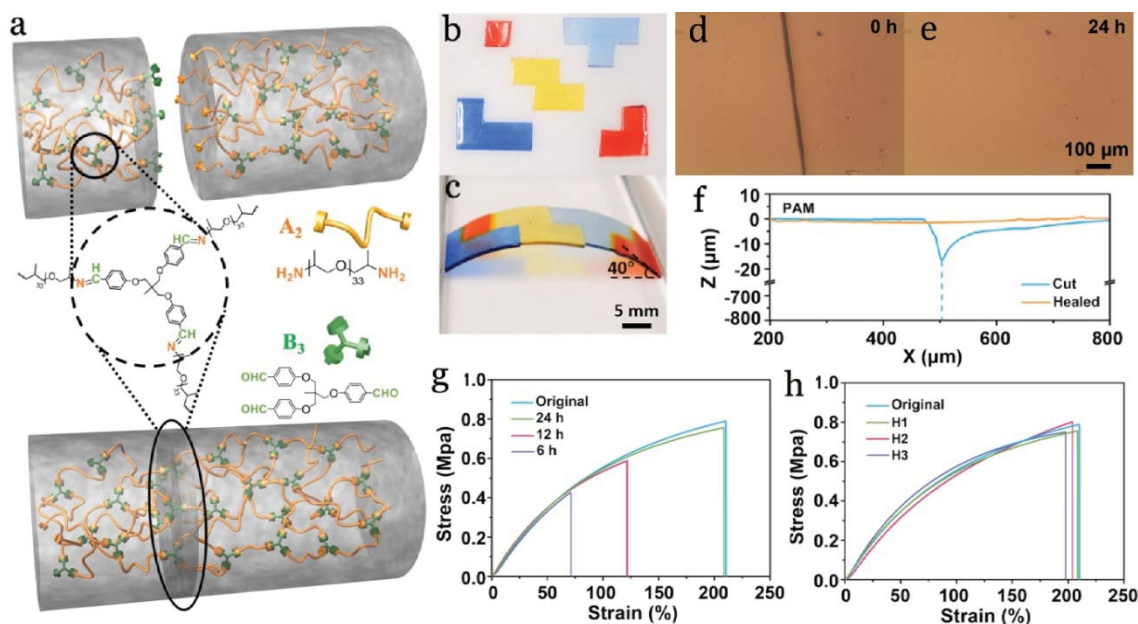 a
HC=N
33
H
N=C
33
CH
N
33
A₂
H₂N
O
33
NH₂
B₃
OHC
O
O
CHO
OHC
O
b
c
40°
5 mm
d
0 h
e
24 h
100 µm
f
PAM
Z (µm)
10
0
-10
-20
-700
-800
Cut
Healed
200
400
600
800
X (µm)
g
Stress (Mpa)
1.0
0.8
0.6
0.4
0.2
0.0
Original
24 h
12 h
6 h
0
50
100
150
200
250
Strain (%)
h
Stress (Mpa)
1.0
0.8
0.6
0.4
0.2
0.0
Original
H1
H2
H3
0
50
100
150
200
250
Strain (%)